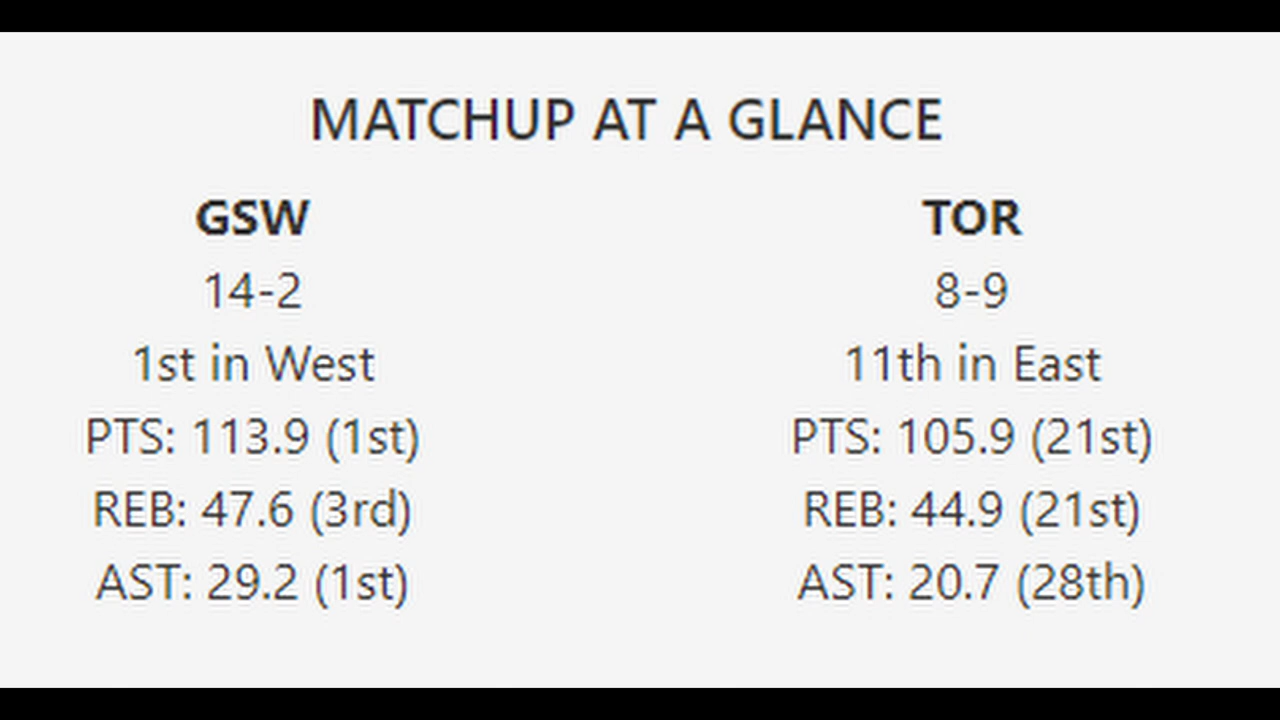 MATCHUP AT A GLANCE
GSW
14-2
1st in West
PTS: 113.9 (1st)
REB: 47.6 (3rd)
AST: 29.2 (1st)
TOR
8-9
11th in East
PTS: 105.9 (21st)
REB: 44.9 (21st)
AST: 20.7 (28th)